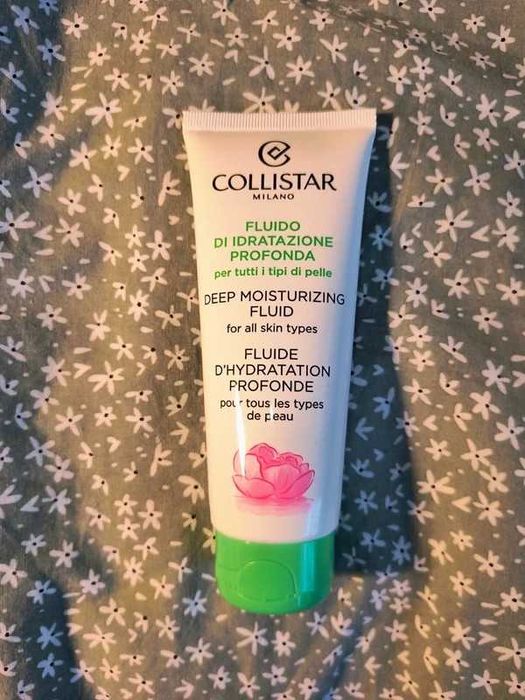 COLLISTAR
MILANO
FLUIDO
DI IDRATAZIONE
PROFONDA
per tutti i tipi di pelle
DEEP MOISTURIZING
FLUID
for all skin types
FLUIDE
D'HYDRATATION
PROFONDE
pour tous les types
de peau